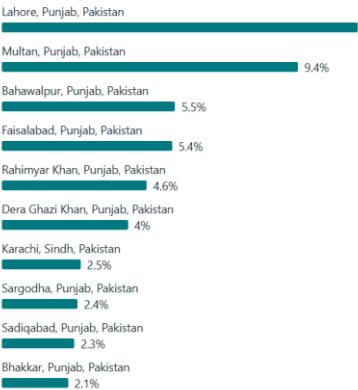 Lahore, Punjab, Pakistan
Multan, Punjab, Pakistan
9.4%
Bahawalpur, Punjab, Pakistan
5.5%
Faisalabad, Punjab, Pakistan
5.4%
Rahimyar Khan, Punjab, Pakistan
4.6%
Dera Ghazi Khan, Punjab, Pakistan
4%
Karachi, Sindh, Pakistan
2.5%
Sargodha, Punjab, Pakistan
2.4%
Sadiqabad, Punjab, Pakistan
2.3%
Bhakkar, Punjab, Pakistan
2.1%